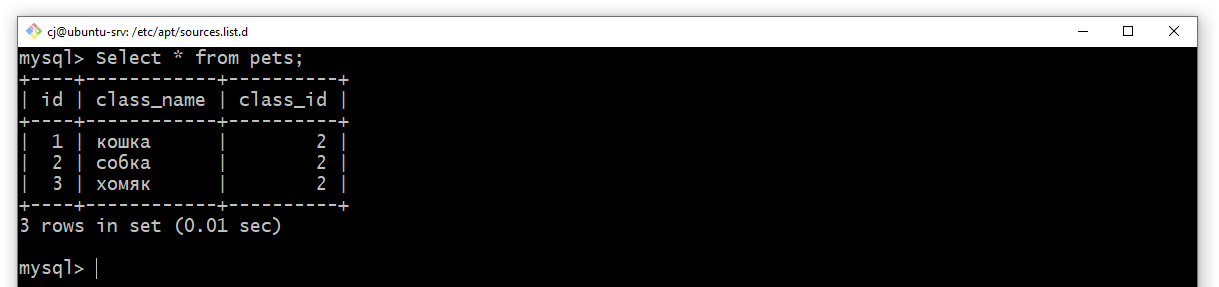 cj@ubuntu-srv: /etc/apt/sources.list.d
mysql> Select * from pets;
+----+------------+----------+
| id | class_name | class_id |
+----+------------+----------+
|  1 | кошка      |        2 |
|  2 | собка      |        2 |
|  3 | хомяк      |        2 |
+----+------------+----------+
3 rows in set (0.01 sec)
mysql>